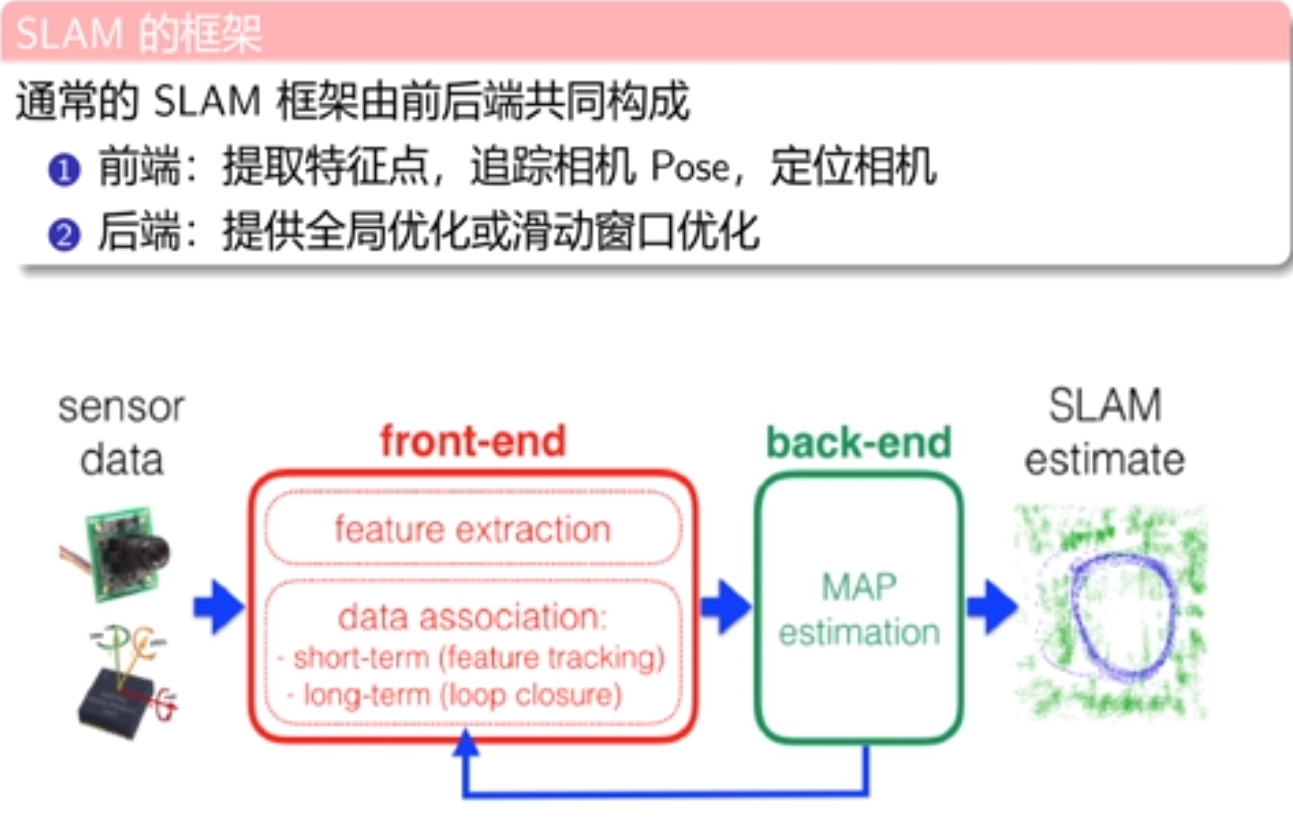 SLAM 的框架
通常的 SLAM 框架由前后端共同构成
1 前端：提取特征点，追踪相机 Pose，定位相机
2 后端：提供全局优化或滑动窗口优化
sensor
data
front-end
feature extraction
data association:
- short-term (feature tracking)
- long-term (loop closure)
back-end
MAP
estimation
SLAM
estimate